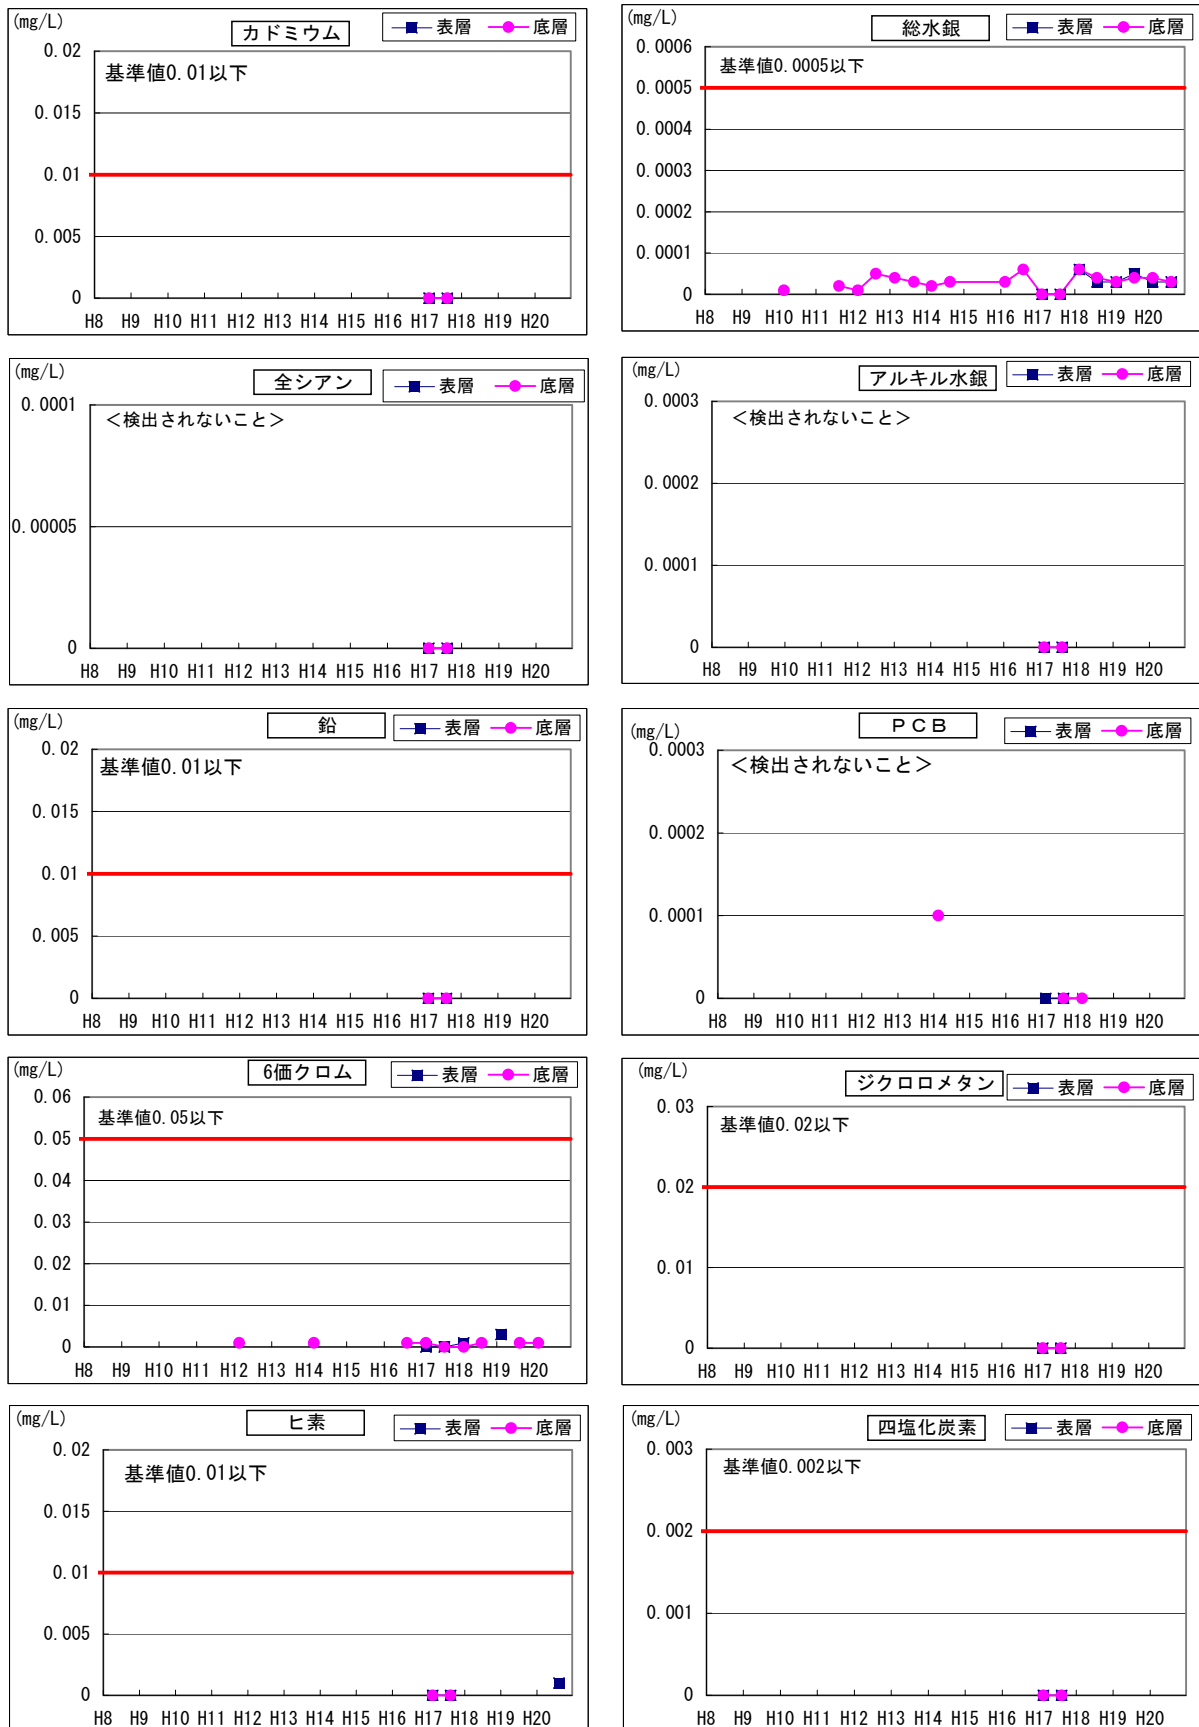 (mg/L)
カドミウム
表層 底層
基準値0.01以下
0.02
0.015
0.01
0.005
0
H8 H9 H10 H11 H12 H13 H14 H15 H16 H17 H18 H19 H20
(mg/L)
総水銀
表層 底層
基準値0.0005以下
0.0006
0.0005
0.0004
0.0003
0.0002
0.0001
0
H8 H9 H10 H11 H12 H13 H14 H15 H16 H17 H18 H19 H20
(mg/L)
全シアン
表層 底層
<検出されないこと>
0.0001
0.00005
0
H8 H9 H10 H11 H12 H13 H14 H15 H16 H17 H18 H19 H20
(mg/L)
アルキル水銀
表層 底層
<検出されないこと>
0.0003
0.0002
0.0001
0
H8 H9 H10 H11 H12 H13 H14 H15 H16 H17 H18 H19 H20
(mg/L)
鉛
表層 底層
基準値0.01以下
0.02
0.015
0.01
0.005
0
H8 H9 H10 H11 H12 H13 H14 H15 H16 H17 H18 H19 H20
(mg/L)
PCB
表層 底層
<検出されないこと>
0.0003
0.0002
0.0001
0
H8 H9 H10 H11 H12 H13 H14 H15 H16 H17 H18 H19 H20
(mg/L)
6価クロム
表層 底層
基準値0.05以下
0.06
0.05
0.04
0.03
0.02
0.01
0
H8 H9 H10 H11 H12 H13 H14 H15 H16 H17 H18 H19 H20
(mg/L)
ジクロロメタン
表層 底層
基準値0.02以下
0.03
0.02
0.01
0
H8 H9 H10 H11 H12 H13 H14 H15 H16 H17 H18 H19 H20
(mg/L)
ヒ素
表層 底層
基準値0.01以下
0.02
0.015
0.01
0.005
0
H8 H9 H10 H11 H12 H13 H14 H15 H16 H17 H18 H19 H20
(mg/L)
四塩化炭素
表層 底層
基準値0.002以下
0.003
0.002
0.001
0
H8 H9 H10 H11 H12 H13 H14 H15 H16 H17 H18 H19 H20